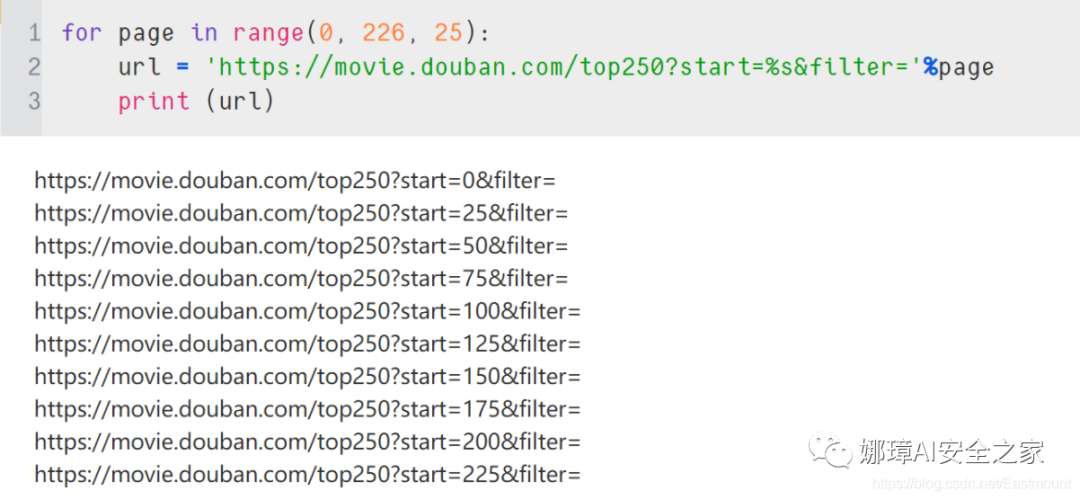 1 for page in range(0, 226, 25):
2 url = 'https://movie.douban.com/top250?start=%s&filter='%page
3 print (url)
https://movie.douban.com/top250?start=0&filter=
https://movie.douban.com/top250?start=25&filter=
https://movie.douban.com/top250?start=50&filter=
https://movie.douban.com/top250?start=75&filter=
https://movie.douban.com/top250?start=100&filter=
https://movie.douban.com/top250?start=125&filter=
https://movie.douban.com/top250?start=150&filter=
https://movie.douban.com/top250?start=175&filter=
https://movie.douban.com/top250?start=200&filter=
https://movie.douban.com/top250?start=225&filter=
娜璋AI安全之家
https://blog.csdn.net/Eastmount